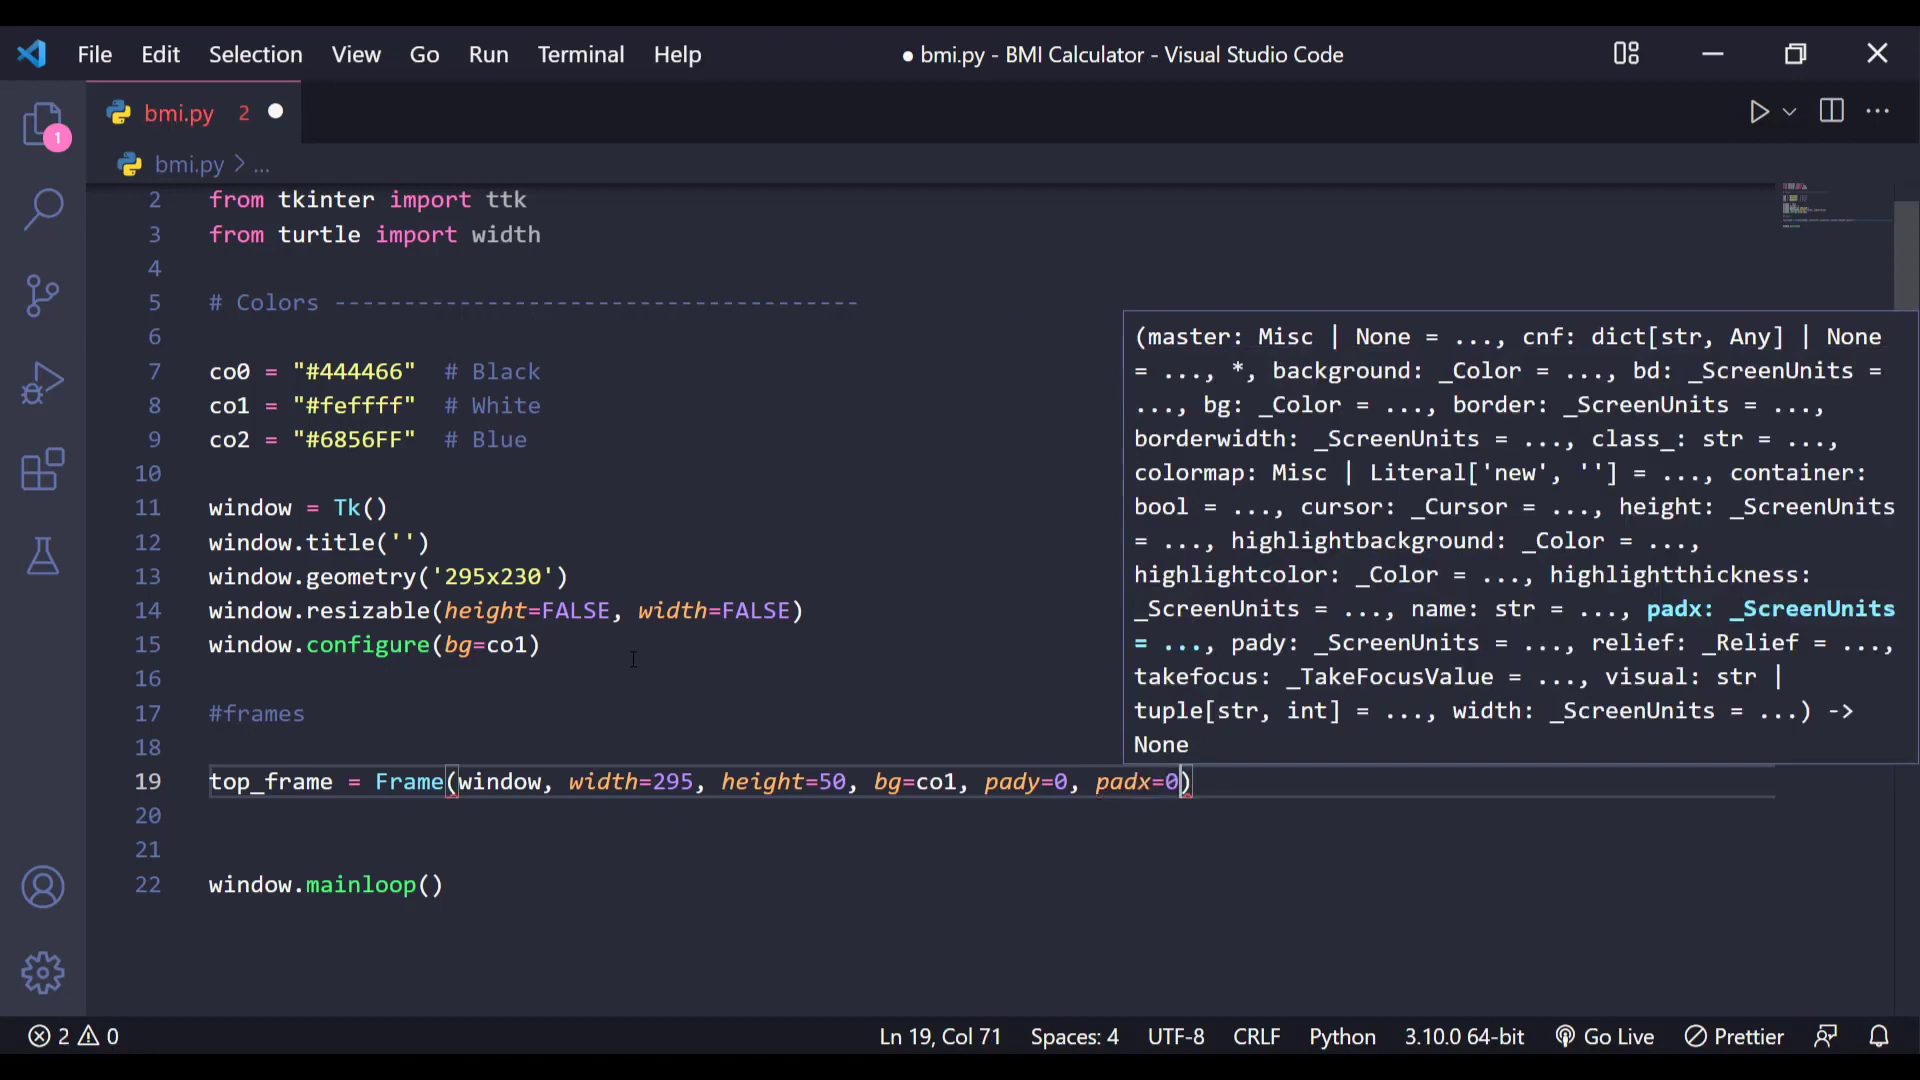 File Edit Selection View Go Run Terminal Help ● bmi.py - BMI Calculator - Visual Studio Code
bmi.py 2
1
bmi.py > ...
2 from tkinter import ttk
3 from turtle import width
4
5 # Colors --------------------------------------
6
7 co0 = "#444466"  # Black
8 co1 = "#feffff"  # White
9 co2 = "#6856FF"  # Blue
10
11 window = Tk()
12 window.title('')
13 window.geometry('295x230')
14 window.resizable(height=FALSE, width=FALSE)
15 window.configure(bg=co1)
16
17 #frames
18
19 top_frame = Frame(window, width=295, height=50, bg=co1, pady=0, padx=0)
20
21
22 window.mainloop()
(master: Misc | None = ..., cnf: dict[str, Any] | None
= ..., *, background: _Color = ..., bd: _ScreenUnits =
..., bg: _Color = ..., border: _ScreenUnits = ...,
borderwidth: _ScreenUnits = ..., class_: str = ...,
colormap: Misc | Literal['new', ''] = ..., container:
bool = ..., cursor: _Cursor = ..., height: _ScreenUnits
= ..., highlightbackground: _Color = ...,
highlightcolor: _Color = ..., highlightthickness:
_ScreenUnits = ..., name: str = ..., padx: _ScreenUnits
= ..., pady: _ScreenUnits = ..., relief: _Relief = ...,
takefocus: _TakeFocusValue = ..., visual: str |
tuple[str, int] = ..., width: _ScreenUnits = ...) ->
None
2 0 Ln 19, Col 71 Spaces: 4 UTF-8 CRLF Python 3.10.0 64-bit Go Live Prettier